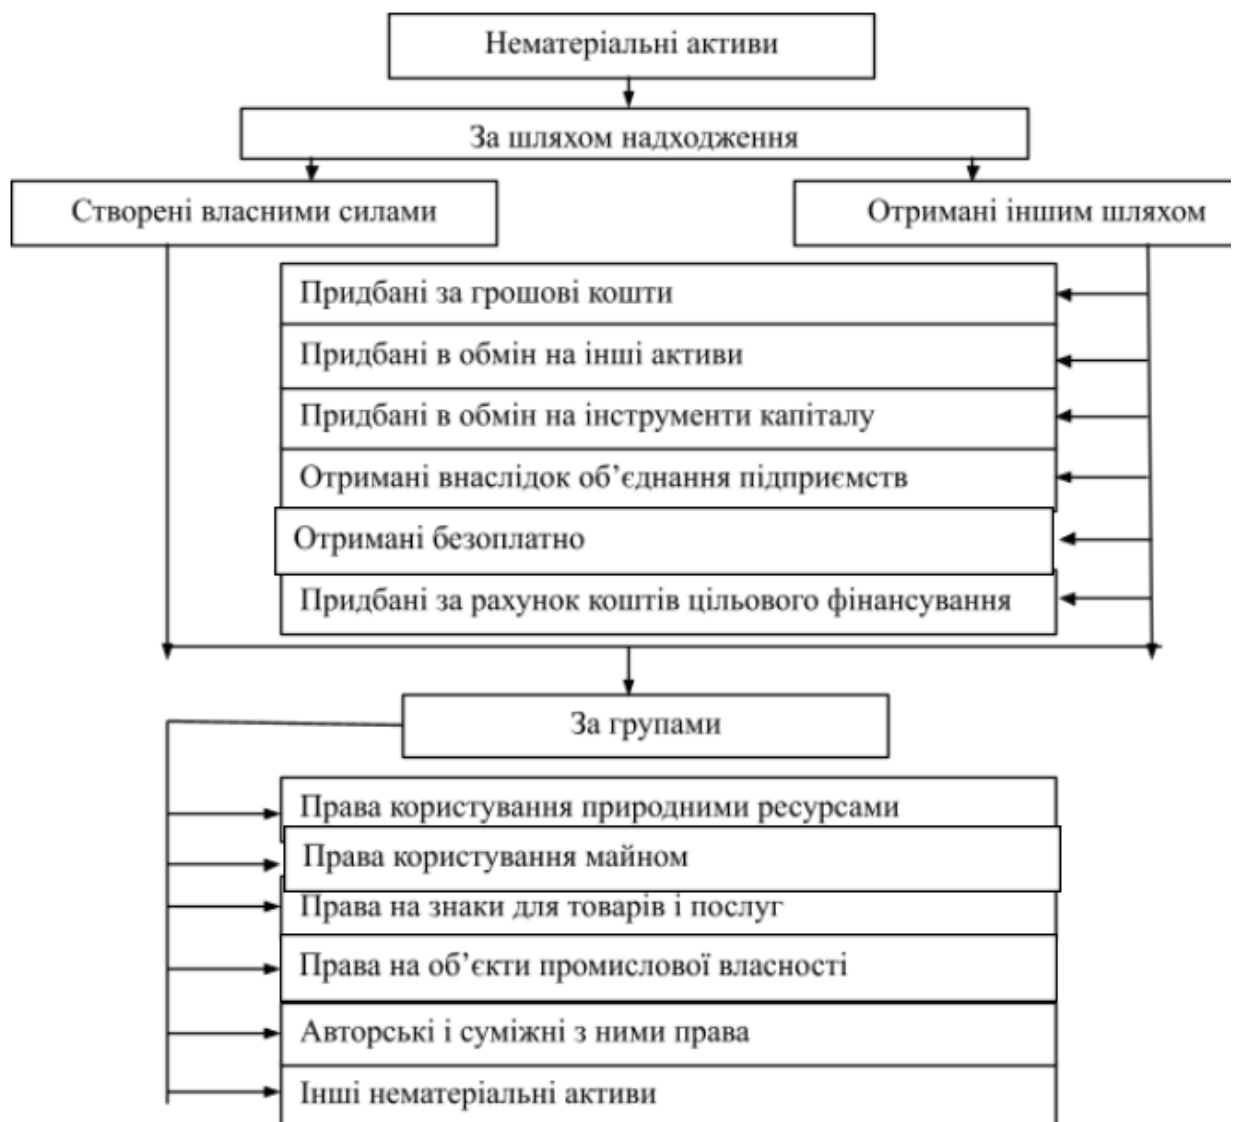 Нематеріальні активи
За шляхом надходження
Створені власними силами
Отримані іншим шляхом
Придбані за грошові кошти
Придбані в обмін на інші активи
Придбані в обмін на інструменти капіталу
Отримані внаслідок об’єднання підприємств
Отримані безоплатно
Придбані за рахунок коштів цільового фінансування
За групами
Права користування природними ресурсами
Права користування майном
Права на знаки для товарів і послуг
Права на об’єкти промислової власності
Авторські і суміжні з ними права
Інші нематеріальні активи